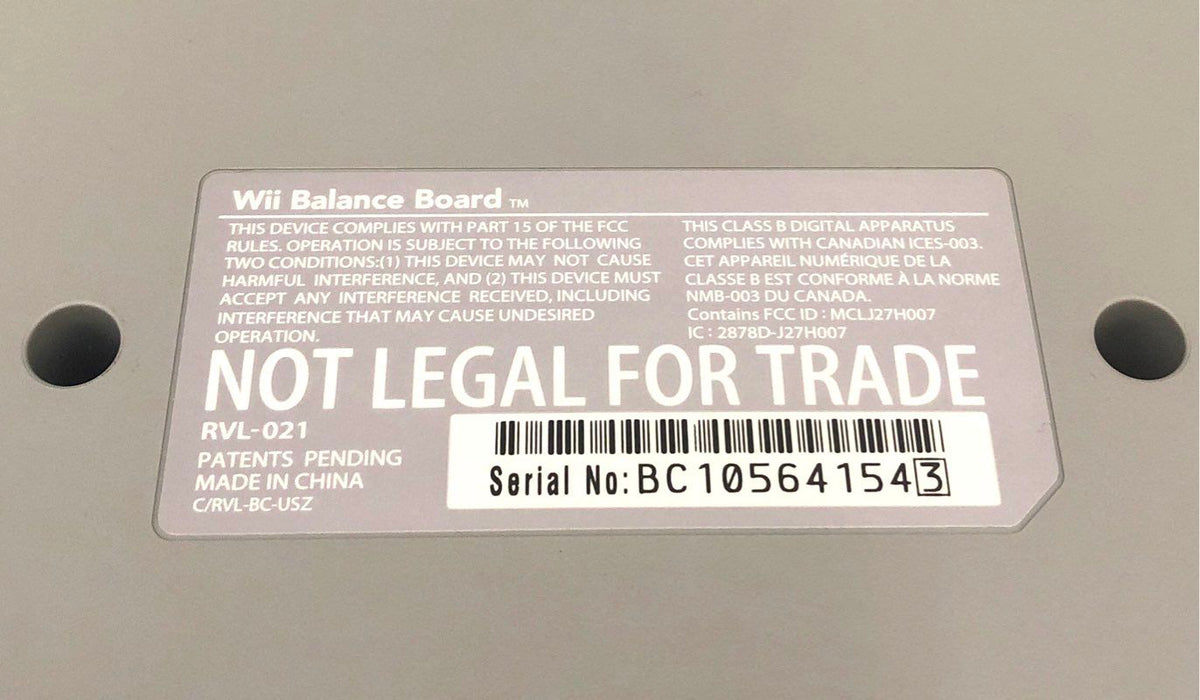 Wii Balance Board ™
THIS DEVICE COMPLIES WITH PART 15 OF THE FCC
RULES. OPERATION IS SUBJECT TO THE FOLLOWING
TWO CONDITIONS:(1) THIS DEVICE MAY NOT CAUSE
HARMFUL INTERFERENCE, AND (2) THIS DEVICE MUST
ACCEPT ANY INTERFERENCE RECEIVED, INCLUDING
INTERFERENCE THAT MAY CAUSE UNDESIRED
OPERATION.
THIS CLASS B DIGITAL APPARATUS
COMPLIES WITH CANADIAN ICES-003.
CET APPAREIL NUMÉRIQUE DE LA
CLASSE B EST CONFORME À LA NORME
NMB-003 DU CANADA.
Contains FCC ID : MCLJ27H007
IC : 2878D-J27H007
NOT LEGAL FOR TRADE
RVL-021
PATENTS PENDING
MADE IN CHINA
C/RVL-BC-USZ
Serial No:BC105641543